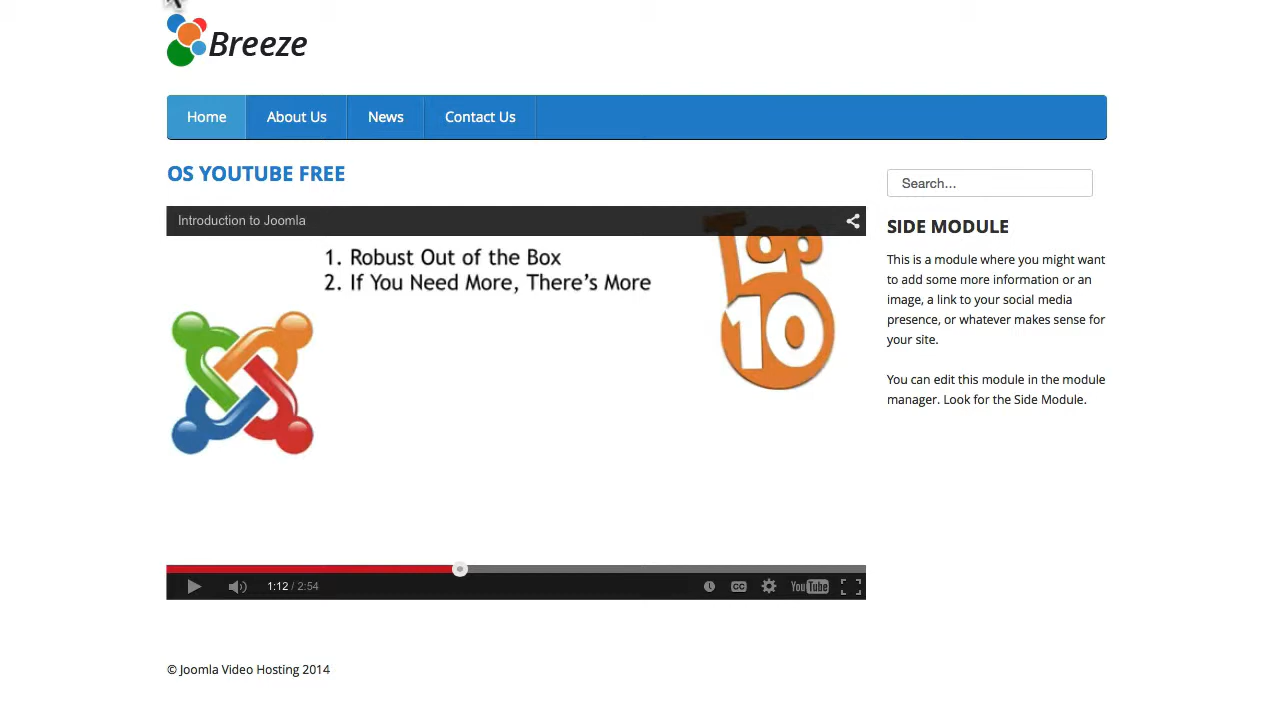 Breeze
Home About Us News Contact Us
OS YOUTUBE FREE
Introduction to Joomla
1. Robust Out of the Box
2. If You Need More, There's More
Top
10
1:12 / 2:54
CC
YouTube
Search...
SIDE MODULE
This is a module where you might want
to add some more information or an
image, a link to your social media
presence, or whatever makes sense for
your site.
You can edit this module in the module
manager. Look for the Side Module.
© Joomla Video Hosting 2014